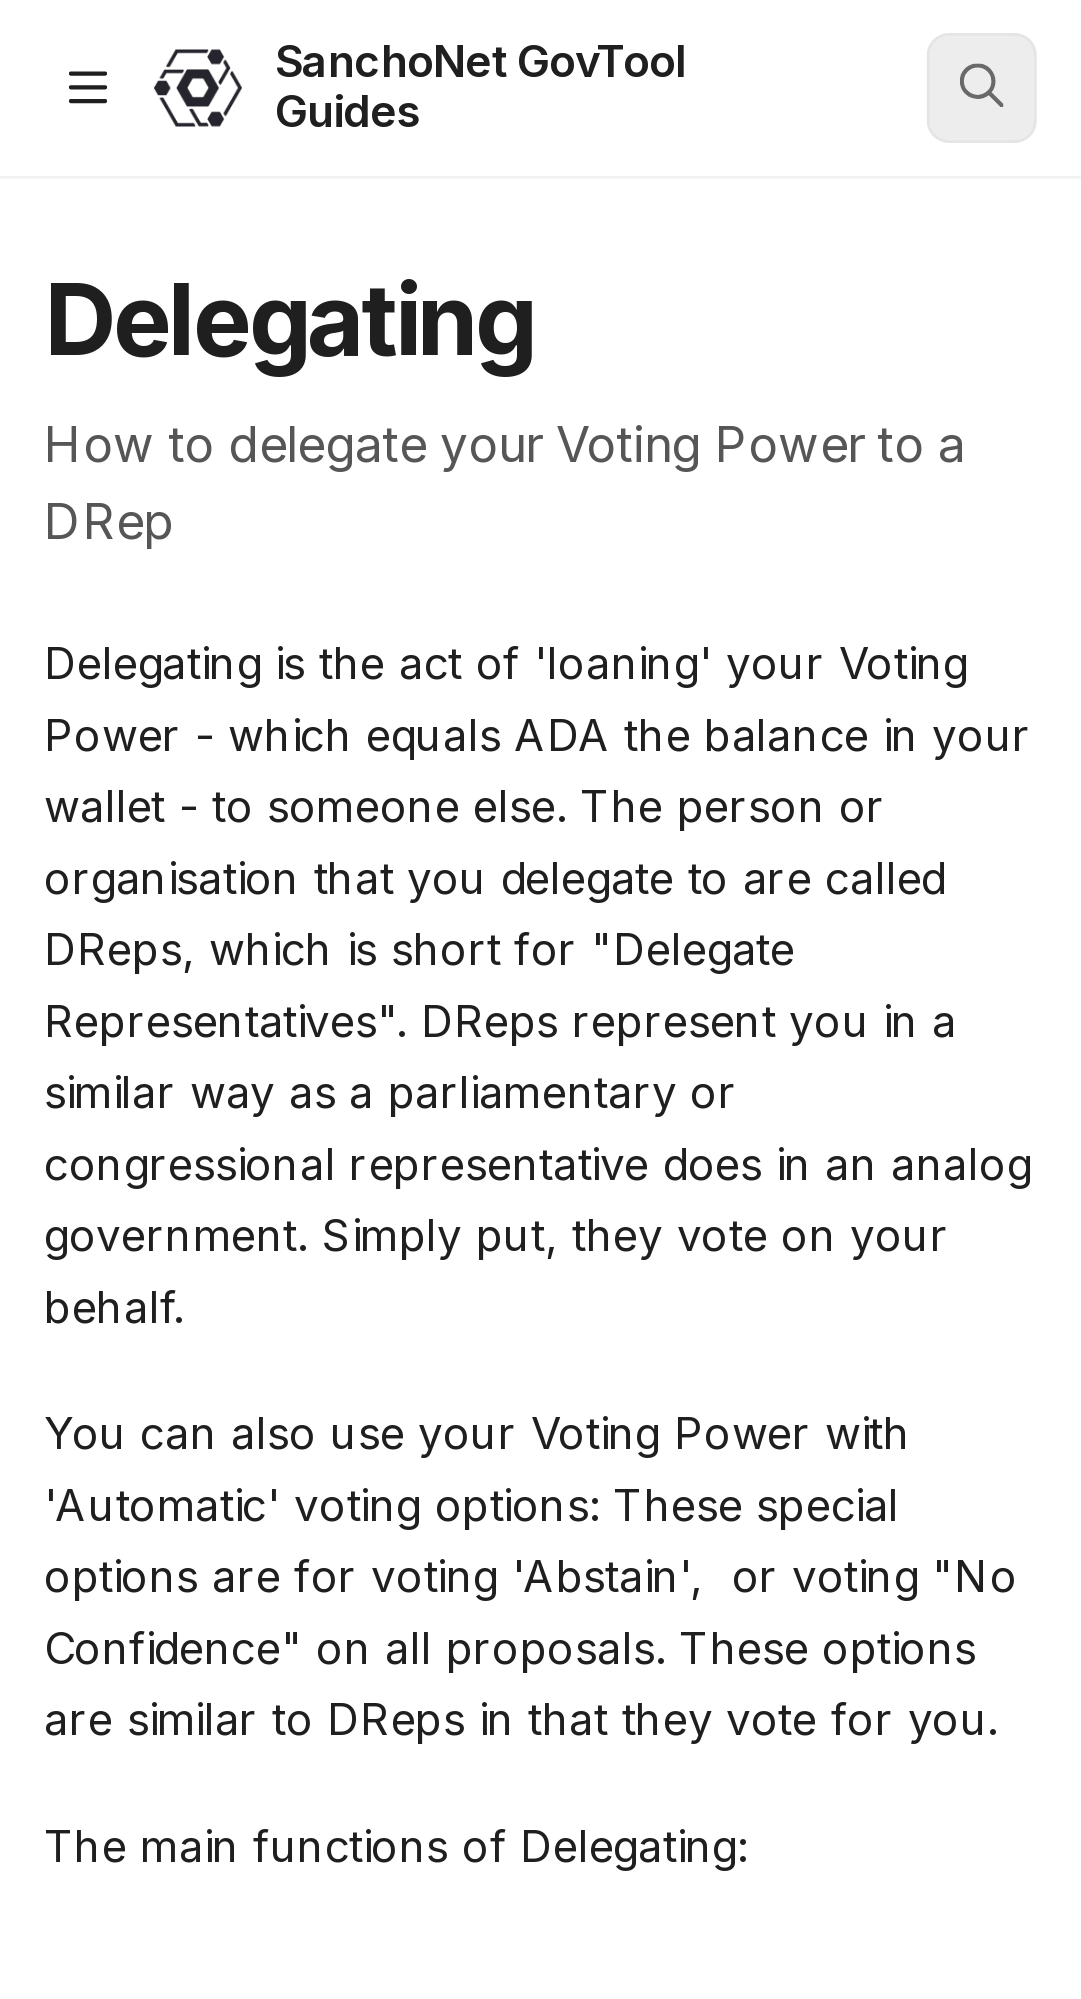 SanchoNet GovTool
Guides
Delegating
How to delegate your Voting Power to a
DRep
Delegating is the act of 'loaning' your Voting
Power - which equals ADA the balance in your
wallet - to someone else. The person or
organisation that you delegate to are called
DReps, which is short for "Delegate
Representatives". DReps represent you in a
similar way as a parliamentary or
congressional representative does in an analog
government. Simply put, they vote on your
behalf.
You can also use your Voting Power with
'Automatic' voting options: These special
options are for voting 'Abstain',  or voting "No
Confidence" on all proposals. These options
are similar to DReps in that they vote for you.
The main functions of Delegating: